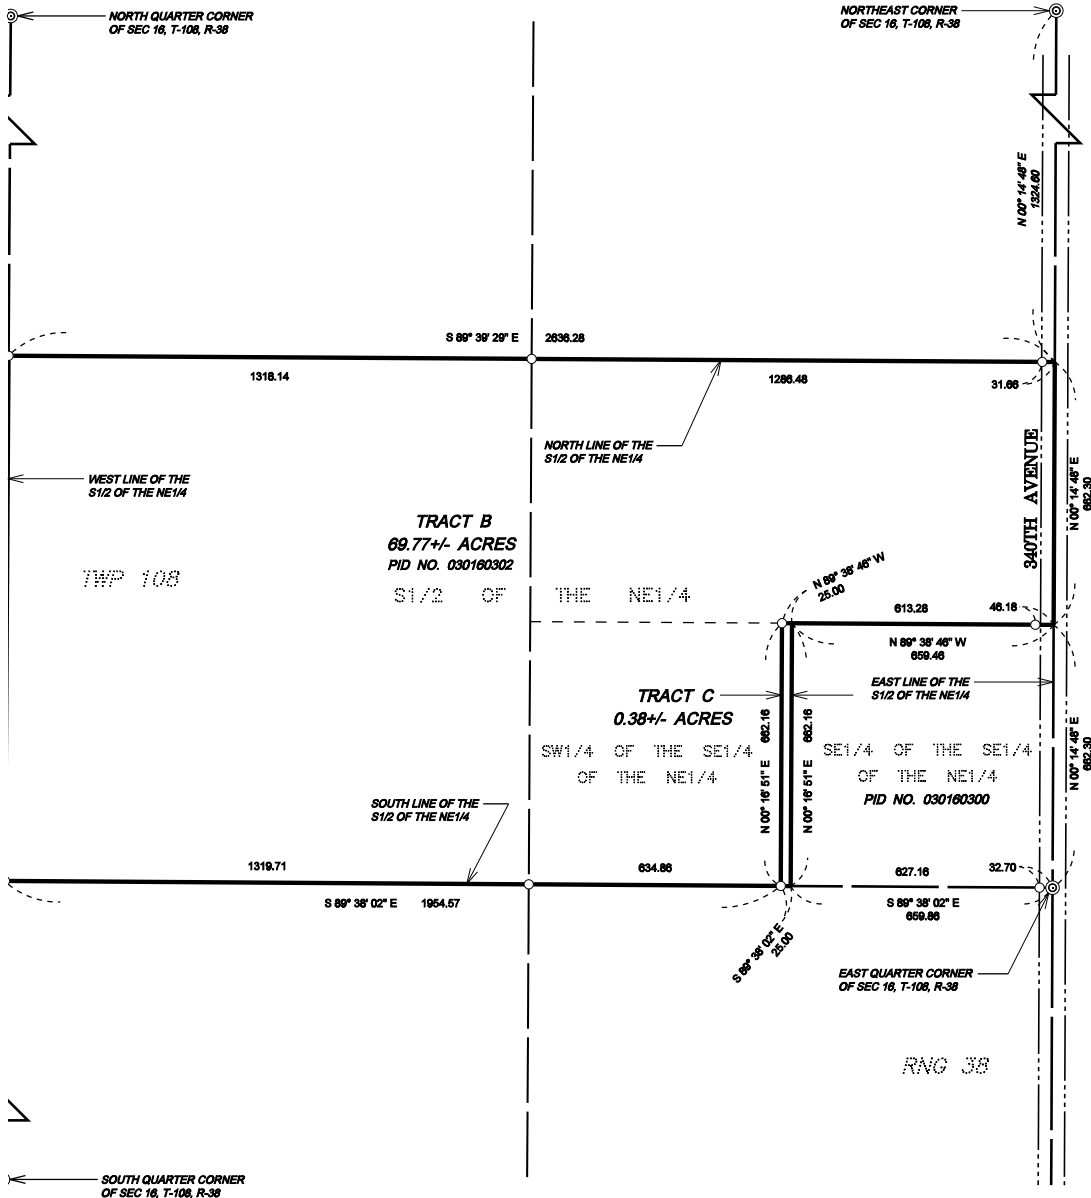 NORTH QUARTER CORNER
OF SEC 16, T-108, R-38
NORTHEAST CORNER
OF SEC 16, T-108, R-38
N 00° 14' 48" E
1324.60
S 89° 39' 29" E 2636.28
1318.14
1286.48
31.66
NORTH LINE OF THE
S1/2 OF THE NE1/4
WEST LINE OF THE
S1/2 OF THE NE1/4
340TH AVENUE
N 00° 14' 48" E
662.30
TRACT B
69.77+/- ACRES
PID NO. 030160302
TWP 108
S1/2 OF THE NE1/4
N 89° 38' 46" W
25.00
613.28
46.18
N 89° 38' 46" W
659.46
EAST LINE OF THE
S1/2 OF THE NE1/4
TRACT C
0.38+/- ACRES
N 00° 16' 51" E 662.16
N 00° 16' 51" E 662.16
SW1/4 OF THE SE1/4
OF THE NE1/4
SE1/4 OF THE SE1/4
OF THE NE1/4
PID NO. 030160300
N 00° 14' 48" E
662.30
SOUTH LINE OF THE
S1/2 OF THE NE1/4
1319.71
634.86
627.16
32.70
S 89° 38' 02" E 1954.57
S 89° 38' 02" E
659.86
S 89° 38' 02" E
25.00
EAST QUARTER CORNER
OF SEC 16, T-108, R-38
RNG 38
SOUTH QUARTER CORNER
OF SEC 16, T-108, R-38